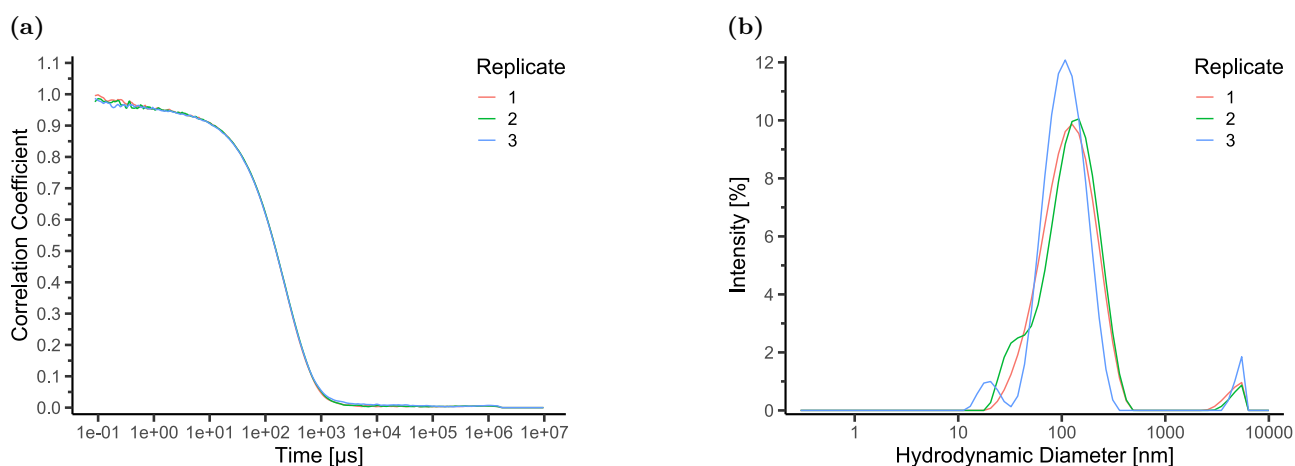 (a)
Correlation Coefficient
1.1
1.0
0.9
0.8
0.7
0.6
0.5
0.4
0.3
0.2
0.1
0.0
1e-01 1e+00 1e+01 1e+02 1e+03 1e+04 1e+05 1e+06 1e+07
Time [µs]
Replicate
1
2
3
(b)
Intensity [%]
12
10
8
6
4
2
0
1 10 100 1000 10000
Hydrodynamic Diameter [nm]
Replicate
1
2
3